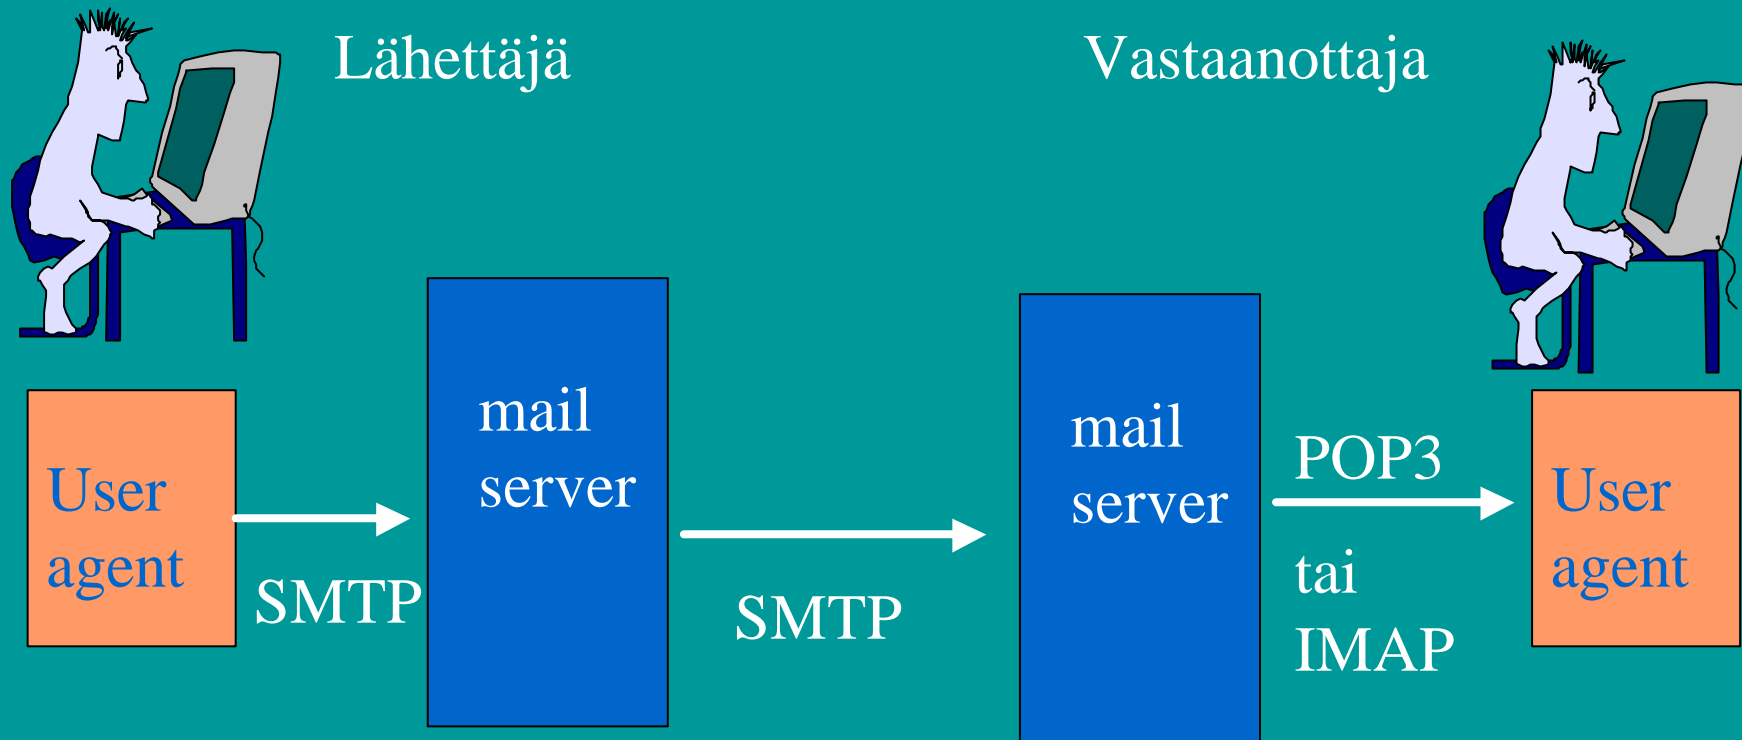 Lähettäjä
Vastaanottaja
User
agent
SMTP
mail
server
SMTP
mail
server
POP3
tai
IMAP
User
agent